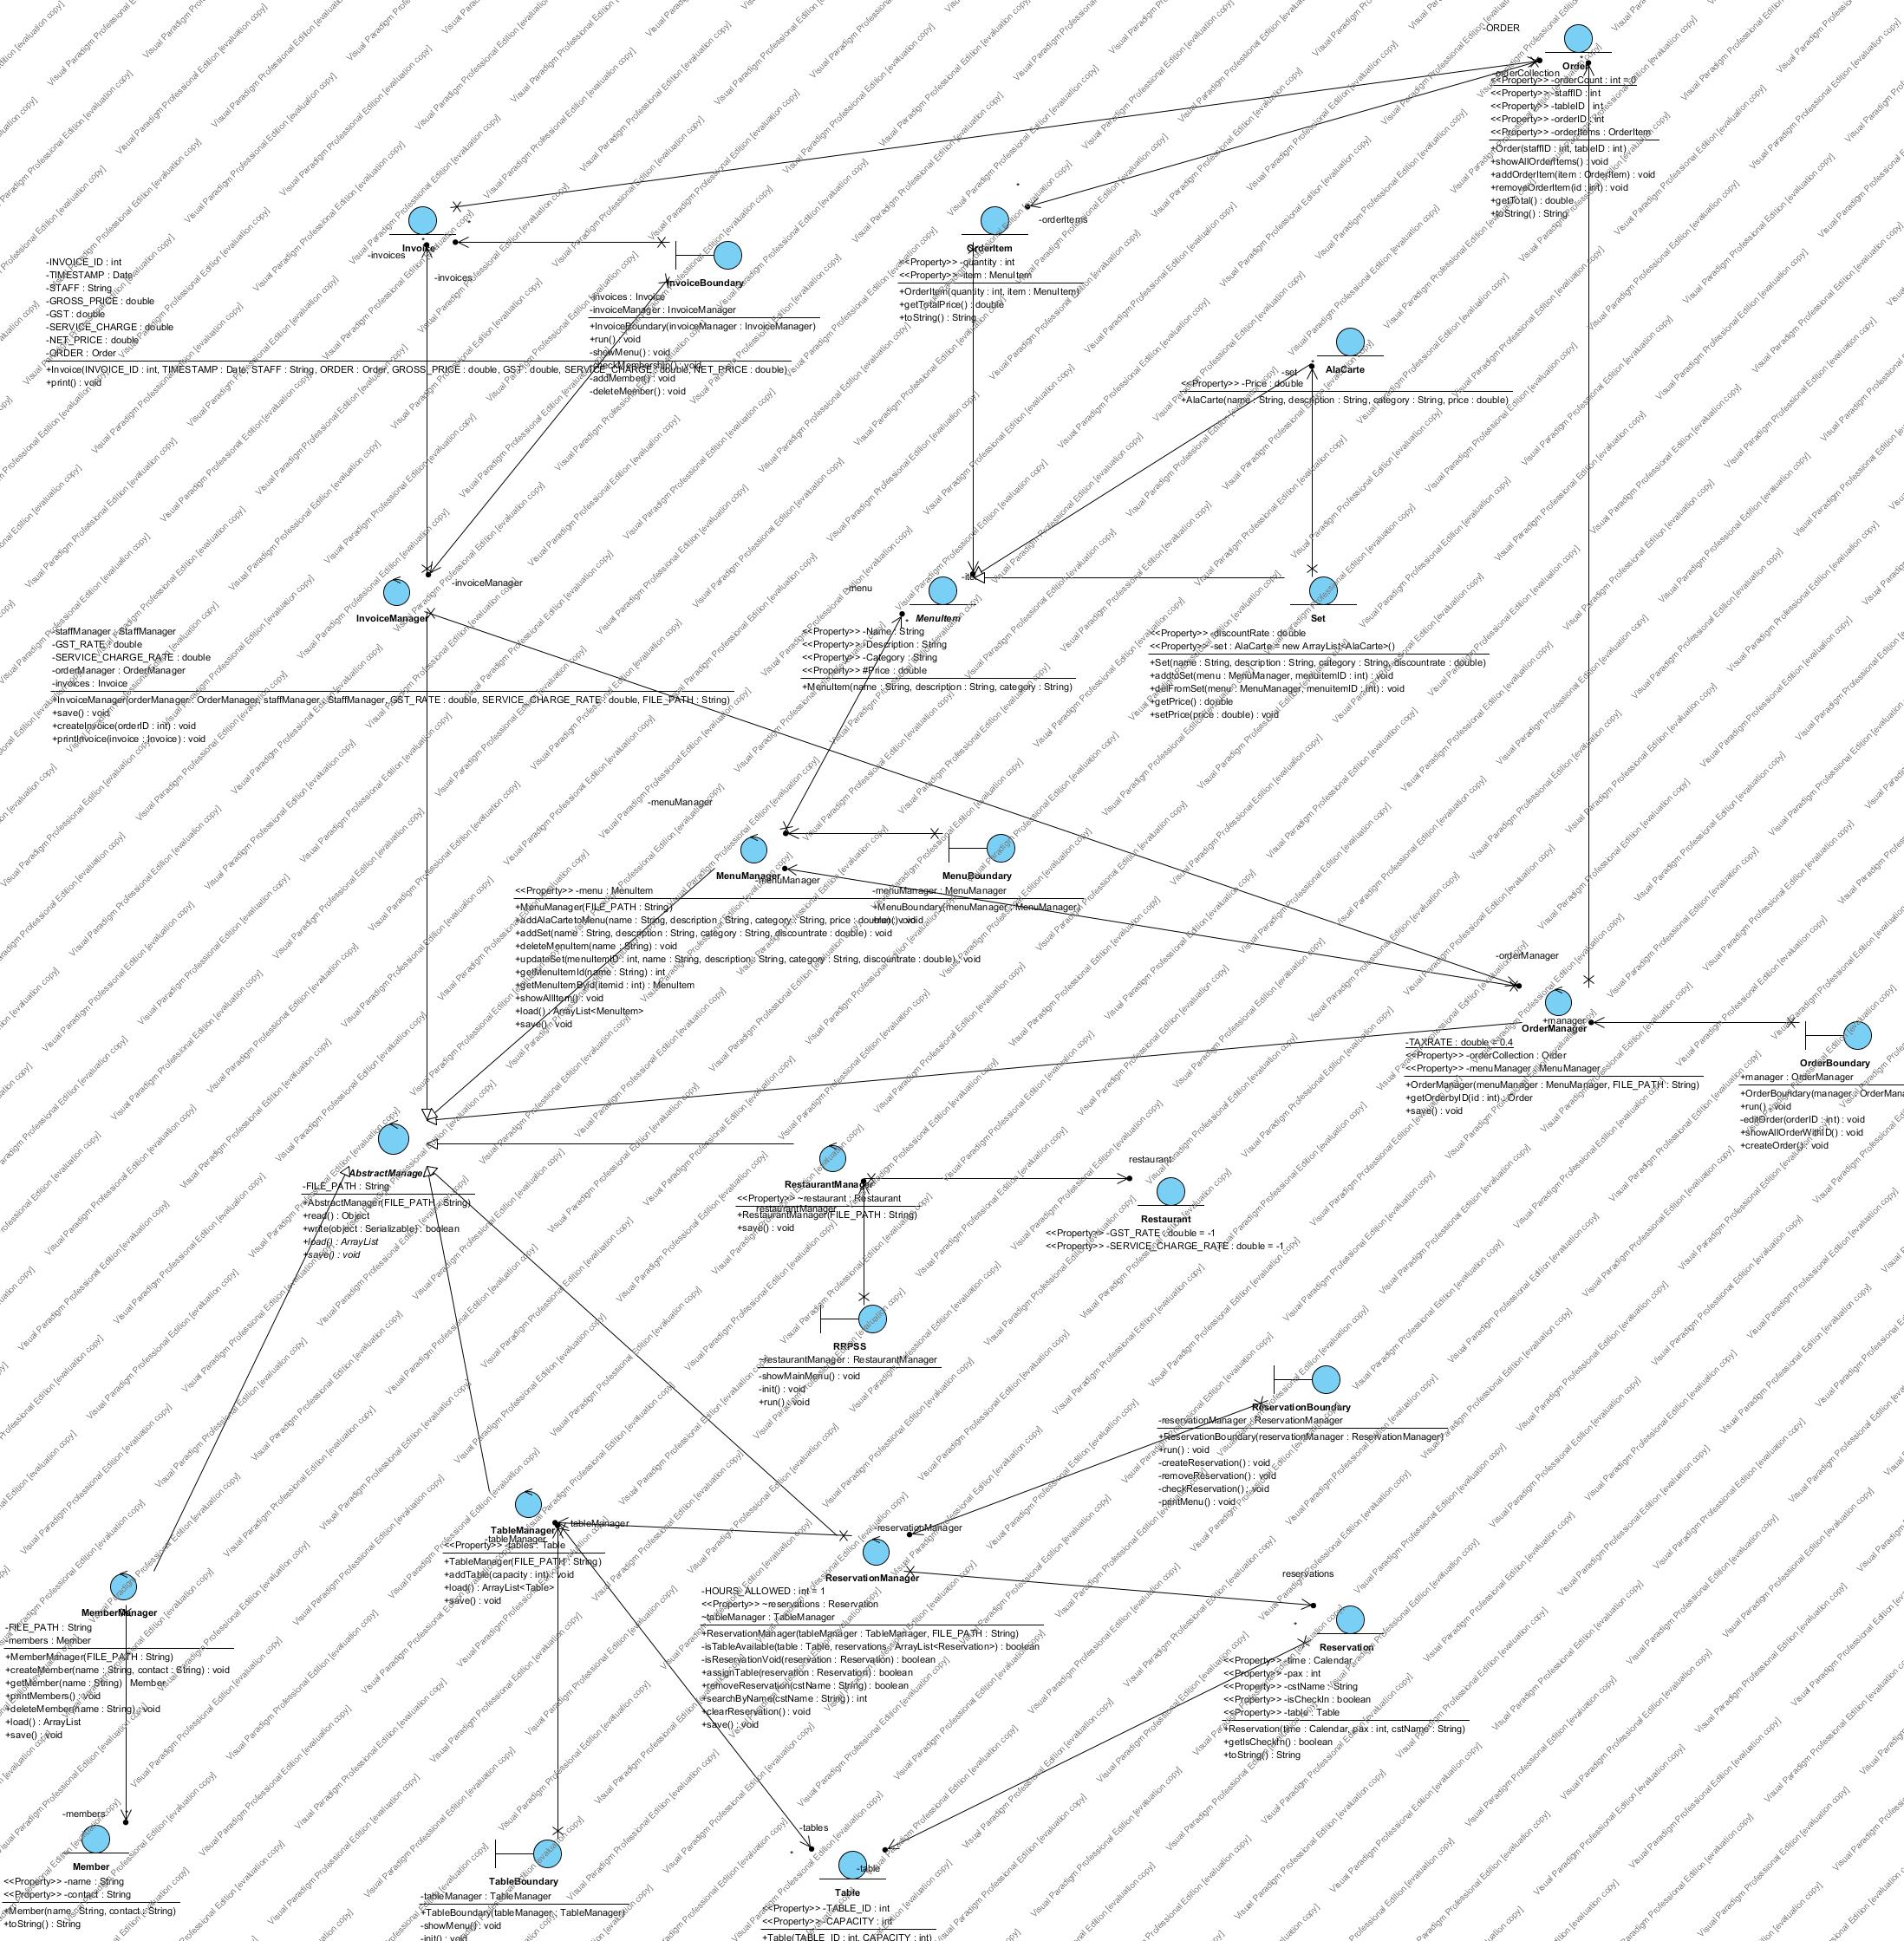 -ORDER
Order
-orderCollection
<<Property>> -orderCount : int = 0
<<Property>> -staffID : int
<<Property>> -tableID : int
<<Property>> -orderID : int
<<Property>> -orderItems : OrderItem
+Order(staffID : int, tableID : int)
+showAllOrderItems() : void
+addOrderItem(item : OrderItem) : void
+removeOrderItem(id : int) : void
+getTotal() : double
+toString() : String
Invoice
-invoices
-invoices
-INVOICE_ID : int
-TIMESTAMP : Date
-STAFF : String
-GROSS_PRICE : double
-GST : double
-SERVICE_CHARGE : double
-NET_PRICE : double
-ORDER : Order
+Invoice(INVOICE_ID : int, TIMESTAMP : Date, STAFF : String, ORDER : Order, GROSS_PRICE : double, GST : double, SERVICE_CHARGE : double, NET_PRICE : double)
+print() : void
InvoiceBoundary
-invoices : Invoice
-invoiceManager : InvoiceManager
+InvoiceBoundary(invoiceManager : InvoiceManager)
+run() : void
-showMenu() : void
-checkMembership() : void
-addMember() : void
-deleteMember() : void
-orderItems
OrderItem
<<Property>> -quantity : int
<<Property>> -item : MenuItem
+OrderItem(quantity : int, item : MenuItem)
+getTotalPrice() : double
+toString() : String
AlaCarte
-set
<<Property>> -Price : double
+AlaCarte(name : String, description : String, category : String, price : double)
-invoiceManager
InvoiceManager
-staffManager : StaffManager
-GST_RATE : double
-SERVICE_CHARGE_RATE : double
-orderManager : OrderManager
-invoices : Invoice
+InvoiceManager(orderManager : OrderManager, staffManager : StaffManager, GST_RATE : double, SERVICE_CHARGE_RATE : double, FILE_PATH : String)
+save() : void
+createInvoice(orderID : int) : void
+printInvoice(invoice : Invoice) : void
-menu
MenuItem
<<Property>> -Name : String
<<Property>> -Description : String
<<Property>> -Category : String
<<Property>> #Price : double
+MenuItem(name : String, description : String, category : String)
Set
<<Property>> -discountRate : double
<<Property>> -set : AlaCarte = new ArrayList<AlaCarte>()
+Set(name : String, description : String, category : String, discountrate : double)
+addtoSet(menu : MenuManager, menuitemID : int) : void
+delFromSet(menu : MenuManager, menuitemID : int) : void
+getPrice() : double
+setPrice(price : double) : void
-menuManager
MenuManager
-menuManager
<<Property>> -menu : MenuItem
+MenuManager(FILE_PATH : String)
+addAlaCartetoMenu(name : String, description : String, category : String, price : double) : void
+addSet(name : String, description : String, category : String, discountrate : double) : void
+deleteMenuItem(name : String) : void
+updateSet(menuItemID : int, name : String, description : String, category : String, discountrate : double) : void
+getMenuItemId(name : String) : int
+getMenuItemById(itemid : int) : MenuItem
+showAllItem() : void
+load() : ArrayList<MenuItem>
+save() : void
MenuBoundary
-menuManager : MenuManager
+MenuBoundary(menuManager : MenuManager)
-orderManager
+manager
OrderManager
-TAXRATE : double = 0.4
<<Property>> -orderCollection : Order
<<Property>> -menuManager : MenuManager
+OrderManager(menuManager : MenuManager, FILE_PATH : String)
+getOrderbyID(id : int) : Order
+save() : void
OrderBoundary
+manager : OrderManager
+OrderBoundary(manager : OrderMana
+run() : void
-editOrder(orderID : int) : void
+showAllOrderWithID() : void
+createOrder() : void
AbstractManager
-FILE_PATH : String
+AbstractManager(FILE_PATH : String)
+read() : Object
+write(object : Serializable) : boolean
+load() : ArrayList
+save() : void
RestaurantManager
<<Property>> ~restaurant : Restaurant
~restaurantManager
+RestaurantManager(FILE_PATH : String)
+save() : void
restaurant
Restaurant
<<Property>> -GST_RATE : double = -1
<<Property>> -SERVICE_CHARGE_RATE : double = -1
RRPSS
~restaurantManager : RestaurantManager
-showMainMenu() : void
-init() : void
+run() : void
ReservationBoundary
-reservationManager : ReservationManager
+ReservationBoundary(reservationManager : ReservationManager)
+run() : void
-createReservation() : void
-removeReservation() : void
-checkReservation() : void
-printMenu() : void
TableManager
~tableManager
-tableManager
<<Property>> -tables : Table
+TableManager(FILE_PATH : String)
+addTable(capacity : int) : void
+load() : ArrayList<Table>
+save() : void
-reservationManager
ReservationManager
-HOURS_ALLOWED : int = 1
<<Property>> ~reservations : Reservation
~tableManager : TableManager
+ReservationManager(tableManager : TableManager, FILE_PATH : String)
-isTableAvailable(table : Table, reservations : ArrayList<Reservation>) : boolean
-isReservationVoid(reservation : Reservation) : boolean
+assignTable(reservation : Reservation) : boolean
+removeReservation(cstName : String) : boolean
+searchByName(cstName : String) : int
+clearReservation() : void
+save() : void
reservations
Reservation
<<Property>> -time : Calendar
<<Property>> -pax : int
<<Property>> -cstName : String
<<Property>> -isCheckIn : boolean
<<Property>> -table : Table
+Reservation(time : Calendar, pax : int, cstName : String)
+getIsCheckIn() : boolean
+toString() : String
MemberManager
-FILE_PATH : String
-members : Member
+MemberManager(FILE_PATH : String)
+createMember(name : String, contact : String) : void
+getMember(name : String) : Member
+printMembers() : void
+deleteMember(name : String) : void
+load() : ArrayList
+save() : void
-members
Member
<<Property>> -name : String
<<Property>> -contact : String
+Member(name : String, contact : String)
+toString() : String
TableBoundary
-tableManager : TableManager
+TableBoundary(tableManager : TableManager)
-showMenu() : void
-init() : void
-tables
-table
Table
<<Property>> -TABLE_ID : int
<<Property>> -CAPACITY : int
+Table(TABLE_ID : int, CAPACITY : int)
Visual Paradigm Professional Edition [evaluation copy]